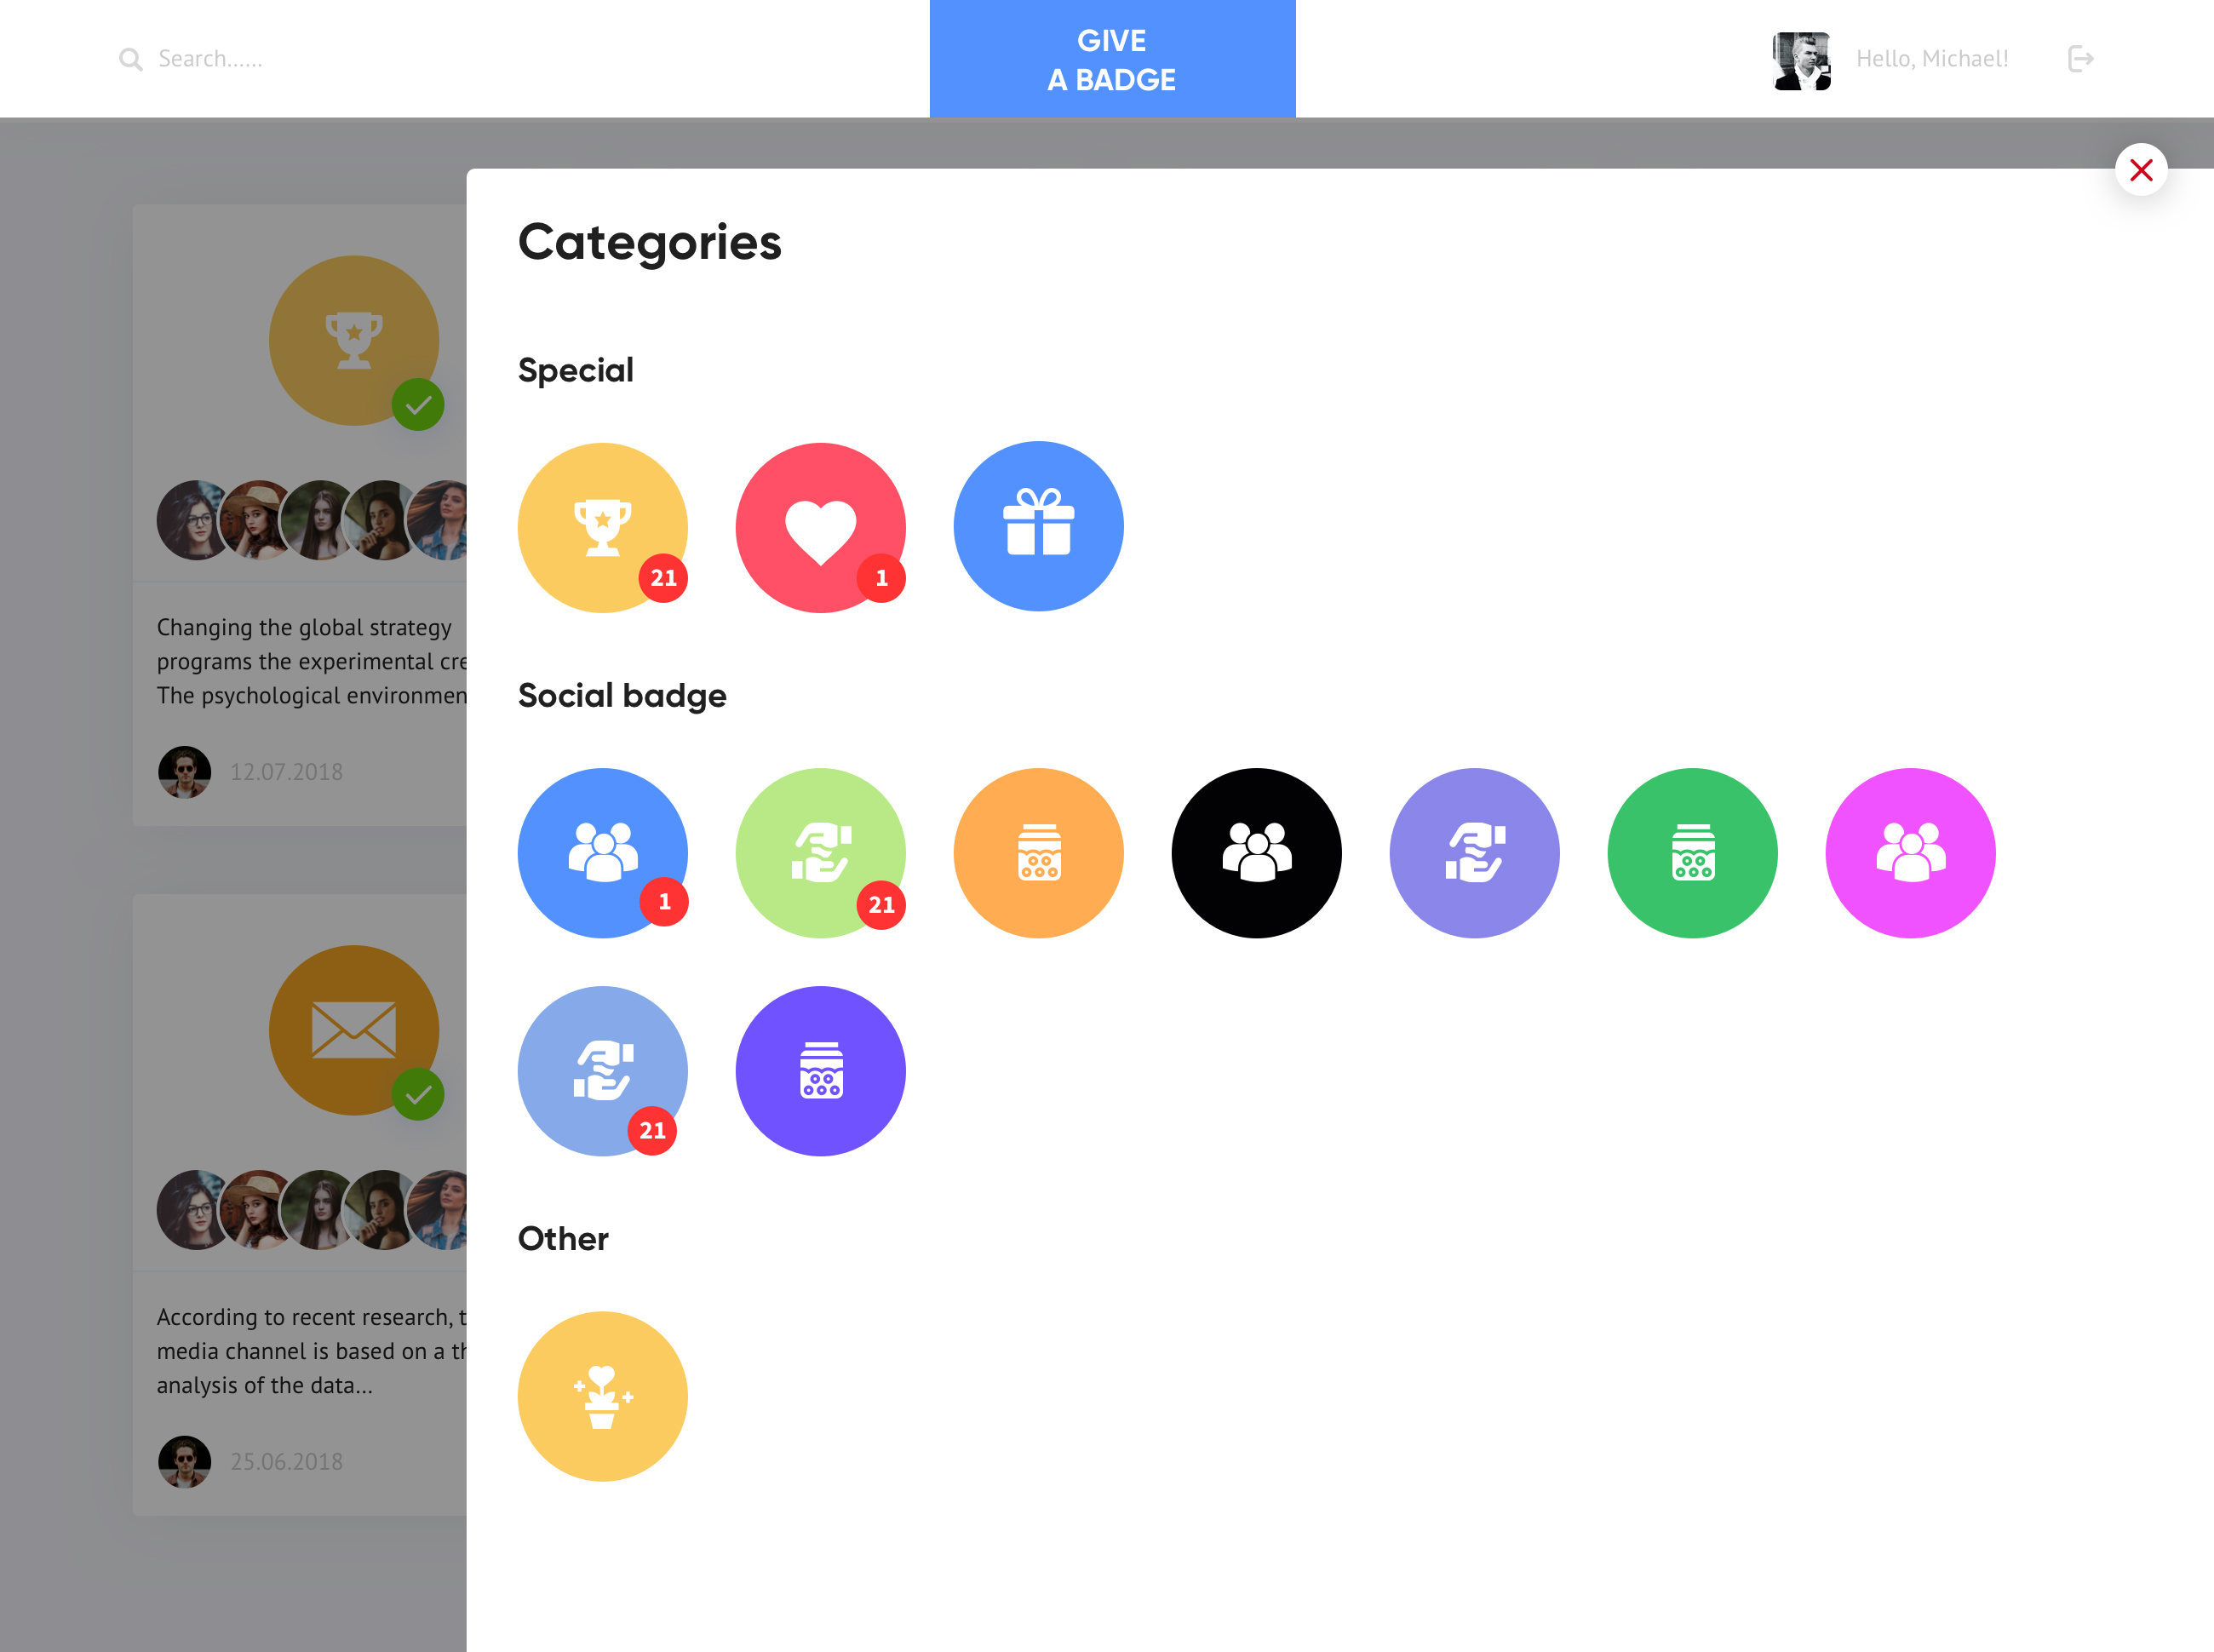 Search......
GIVE
A BADGE
Hello, Michael!
Categories
Special
21
1
Social badge
1
21
21
Other
Changing the global strategy
programs the experimental cre
The psychological environmen
12.07.2018
According to recent research, t
media channel is based on a th
analysis of the data...
25.06.2018